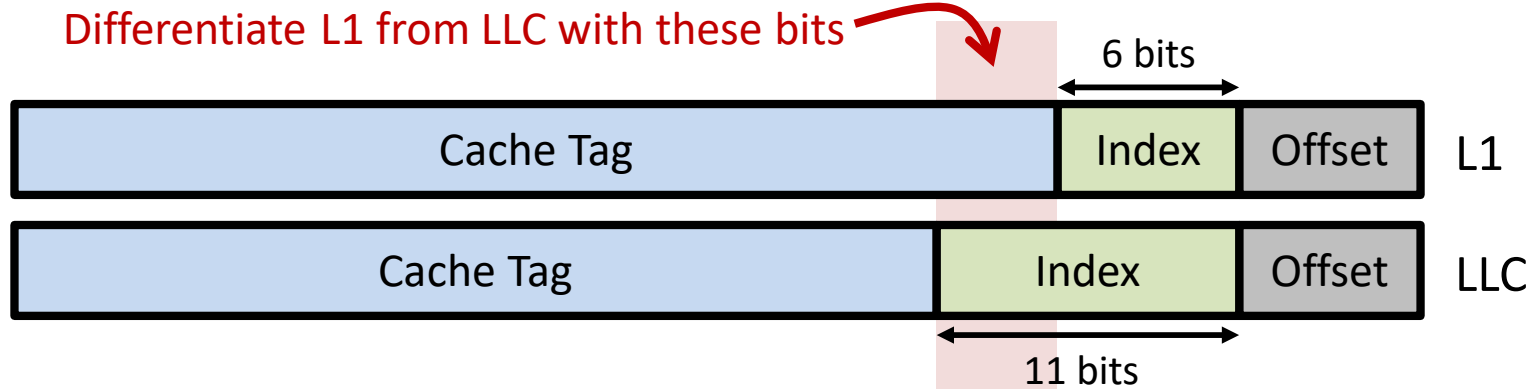 Differentiate L1 from LLC with these bits
6 bits
Cache Tag Index Offset L1
Cache Tag Index Offset LLC
11 bits